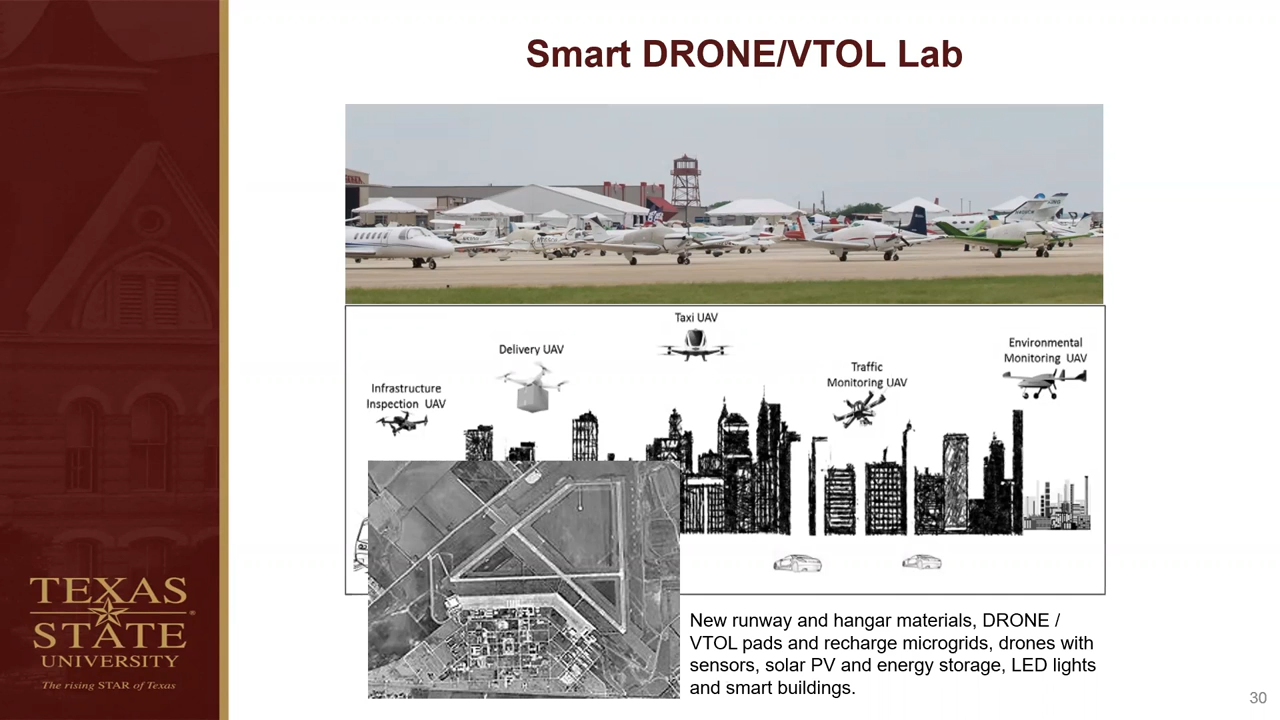 Smart DRONE/VTOL Lab
Taxi UAV
Delivery UAV
Environmental
Monitoring UAV
Traffic
Monitoring UAV
Infrastructure
Inspection UAV
New runway and hangar materials, DRONE /
VTOL pads and recharge microgrids, drones with
sensors, solar PV and energy storage, LED lights
and smart buildings.
TEXAS
STATE
®
UNIVERSITY
The rising STAR of Texas
30